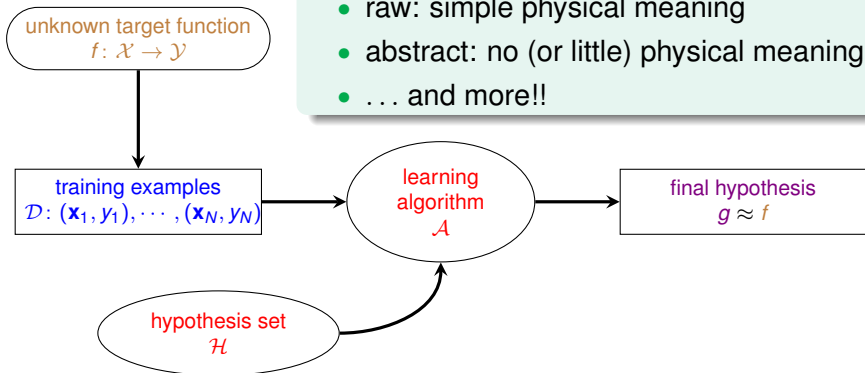 • raw: simple physical meaning
• abstract: no (or little) physical meaning
• . . . and more!!
unknown target function
f : 𝒳 → 𝒴
training examples
𝒟 : (x₁, y₁), · · · , (x_N, y_N)
learning
algorithm
𝒜
final hypothesis
g ≈ f
hypothesis set
ℋ